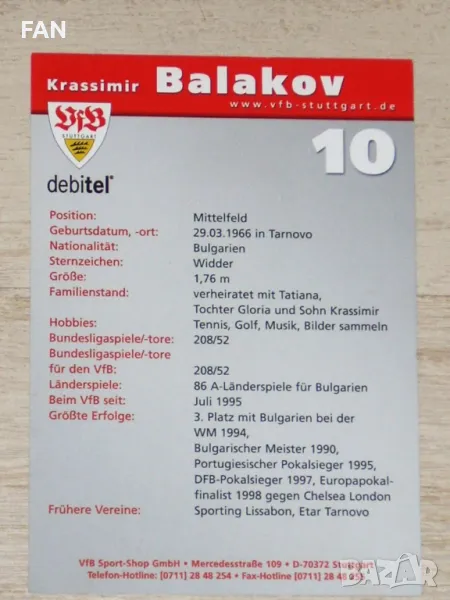 FAN
Krassimir Balakov
www.vfb-stuttgart.de
VfB
STUTTGART
10
debitel®
Position: Mittelfeld
Geburtsdatum, -ort: 29.03.1966 in Tarnovo
Nationalität: Bulgarien
Sternzeichen: Widder
Größe: 1,76 m
Familienstand: verheiratet mit Tatiana,
Tochter Gloria und Sohn Krassimir
Hobbies: Tennis, Golf, Musik, Bilder sammeln
Bundesligaspiele/-tore: 208/52
Bundesligaspiele/-tore
für den VfB: 208/52
Länderspiele: 86 A-Länderspiele für Bulgarien
Beim VfB seit: Juli 1995
Größte Erfolge: 3. Platz mit Bulgarien bei der
WM 1994,
Bulgarischer Meister 1990,
Portugiesischer Pokalsieger 1995,
DFB-Pokalsieger 1997, Europapokal-
finalist 1998 gegen Chelsea London
Frühere Vereine: Sporting Lissabon, Etar Tarnovo
VfB Sport-Shop GmbH • Mercedesstraße 109 • D-70372 Stuttgart
Telefon-Hotline: (0711) 28 48 254 • Fax-Hotline (0711) 28 48 253
BAZAR